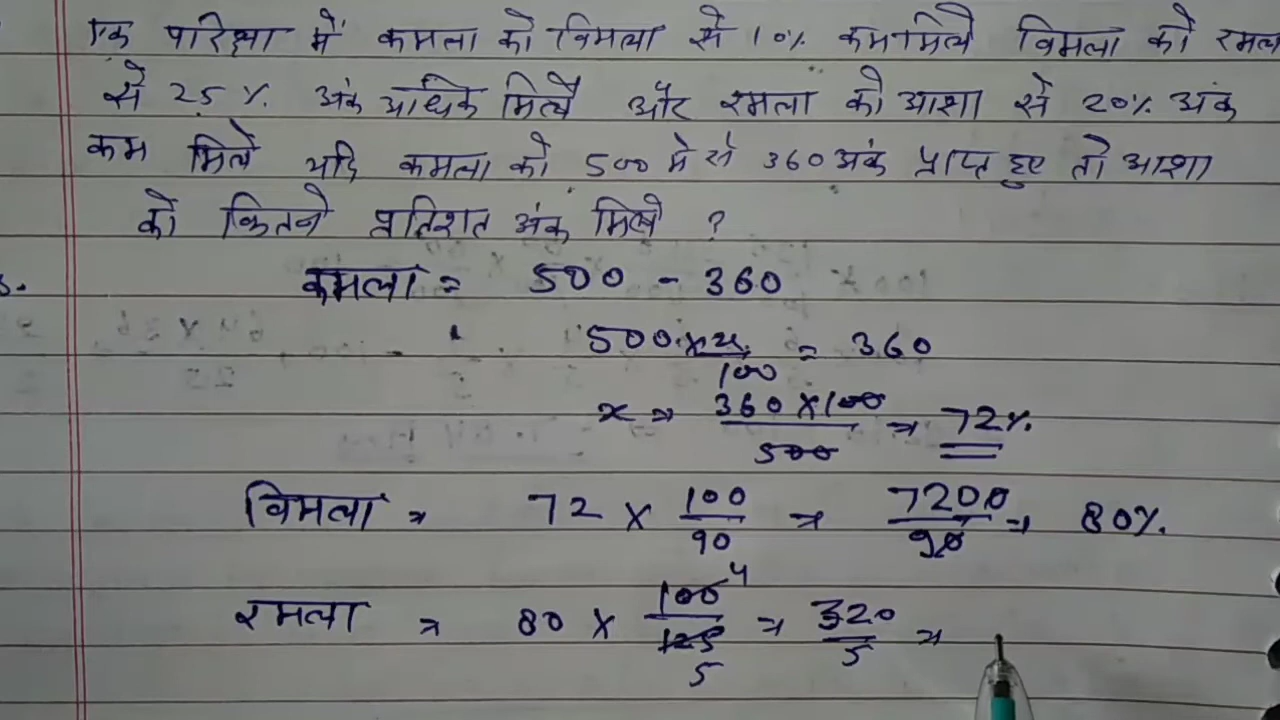 एक परिक्षा में कमला को विमला से 10% कम मिले विमला को रमला
से 25% अंक अधिक मिले और रमला को आशा से 20% अंक
कम मिले यदि कमला को 500 में से 360 अंक प्राप्त हुए तो आशा
को कितने प्रतिशत अंक मिले ?
कमला = 500 - 360
500 × x / 100 = 360
x ⇒ 360 × 100 / 500 ⇒ 72%
विमला ⇒ 72 × 100 / 90 ⇒ 7200 / 90 ⇒ 80%
रमला ⇒ 80 × 100 4 / 125 5 ⇒ 320 / 5 ⇒